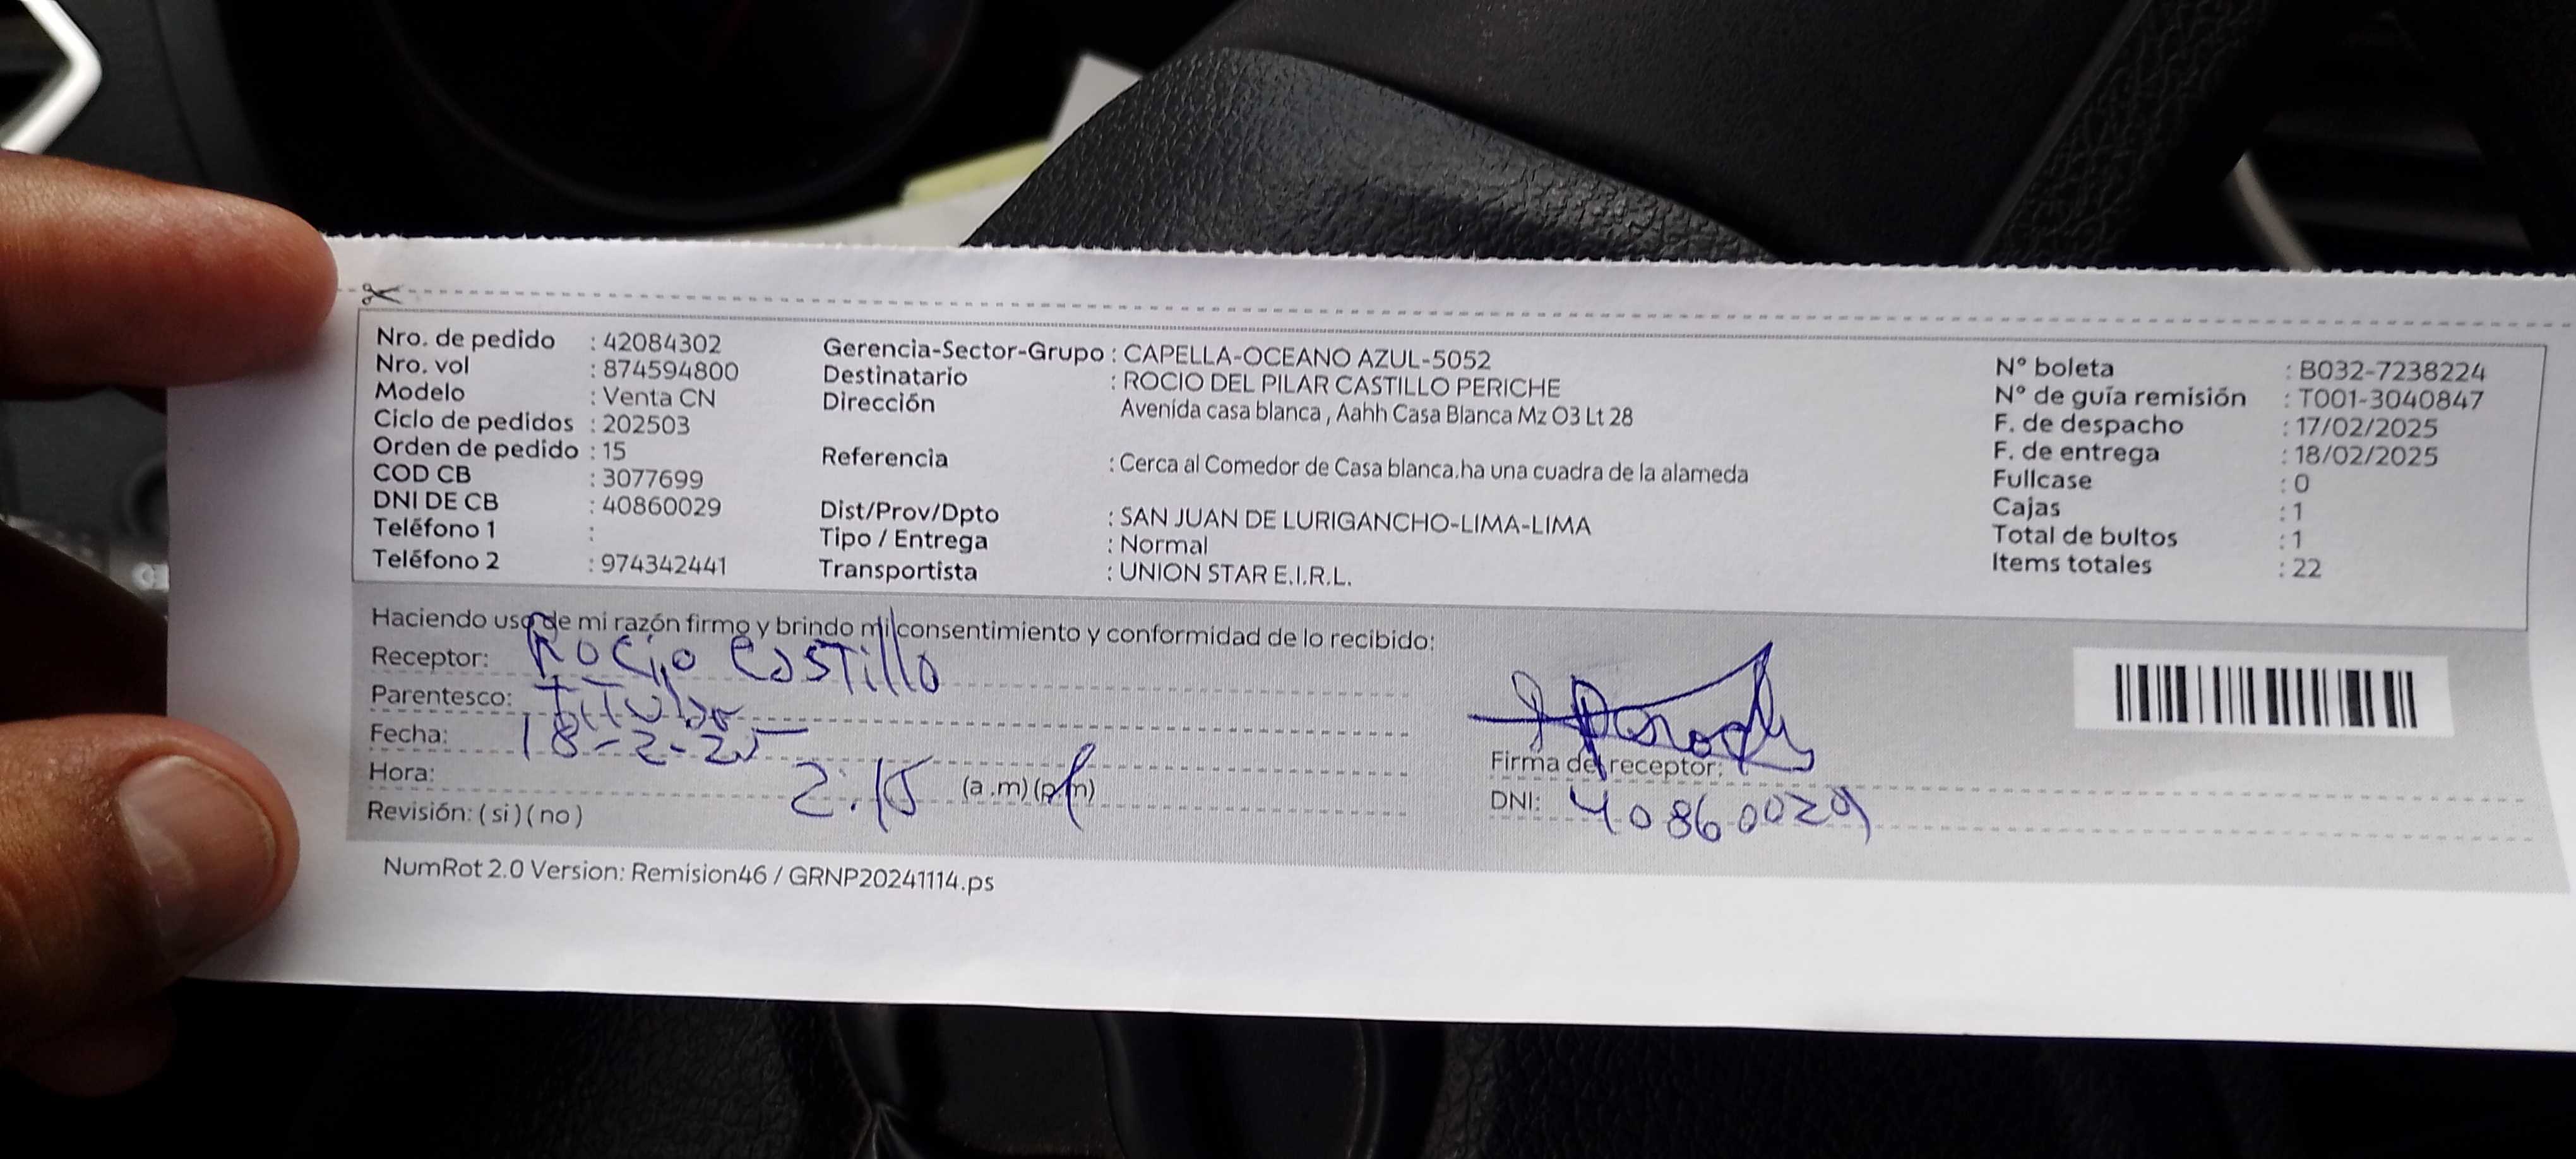 Nro. de pedido : 42084302
Nro. vol : 874594800
Modelo : Venta CN
Ciclo de pedidos : 202503
Orden de pedido : 15
COD CB : 3077699
DNI DE CB : 40860029
Teléfono 1 :
Teléfono 2 : 974342441
Gerencia-Sector-Grupo : CAPELLA-OCEANO AZUL-5052
Destinatario : ROCIO DEL PILAR CASTILLO PERICHE
Dirección Avenida casa blanca , Aahh Casa Blanca Mz O3 Lt 28
Referencia : Cerca al Comedor de Casa blanca.ha una cuadra de la alameda
Dist/Prov/Dpto : SAN JUAN DE LURIGANCHO-LIMA-LIMA
Tipo / Entrega : Normal
Transportista : UNION STAR E.I.R.L.
N° boleta : B032-7238224
N° de guía remisión : T001-3040847
F. de despacho : 17/02/2025
F. de entrega : 18/02/2025
Fullcase : 0
Cajas : 1
Total de bultos : 1
Items totales : 22
Haciendo uso de mi razón firmo y brindo mi consentimiento y conformidad de lo recibido:
Receptor: Rocio Castillo
Parentesco: Titular
Fecha: 18-2-25
Hora: 2:15 (a .m) (p.m)
Revisión: ( si ) ( no )
Firma de receptor:
DNI: 40860029
NumRot 2.0 Version: Remision46 / GRNP20241114.ps